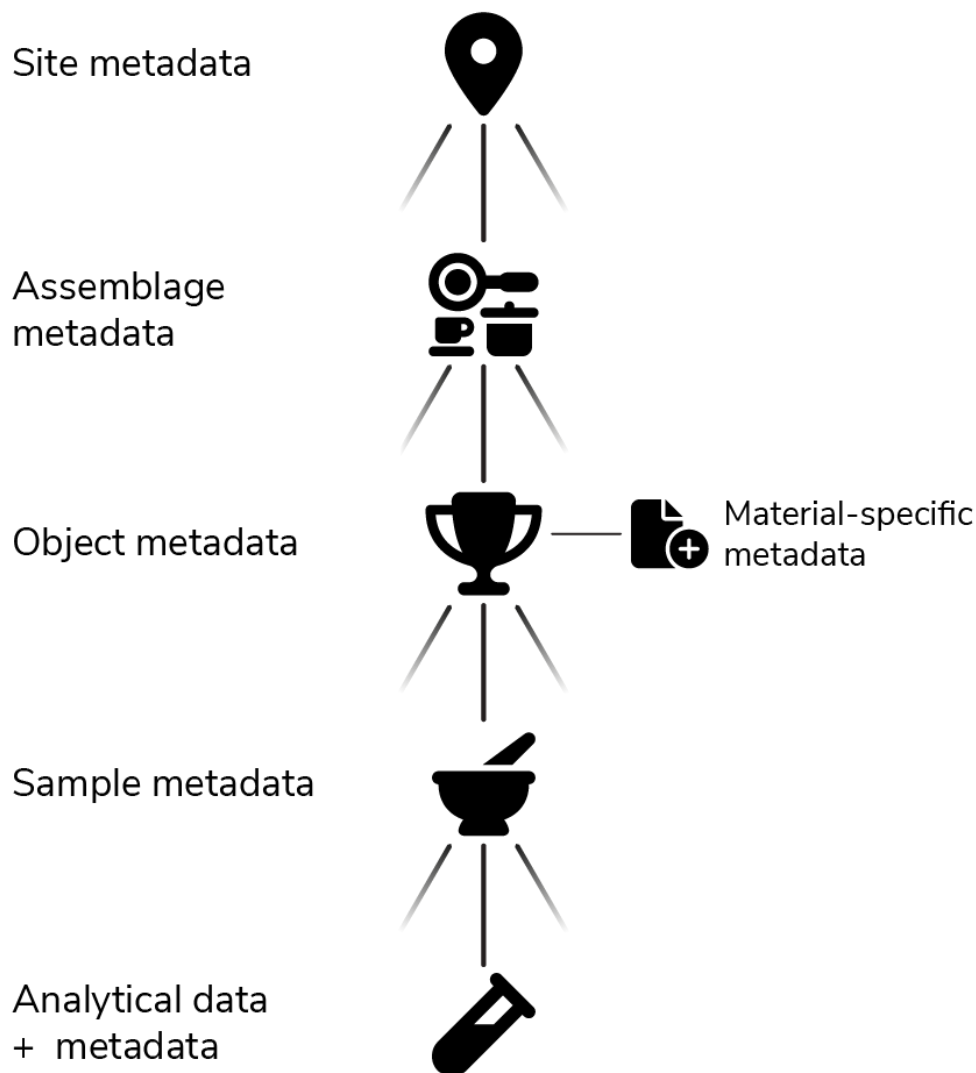 Site metadata
Assemblage
metadata
Object metadata
Material-specific
metadata
Sample metadata
Analytical data
+ metadata